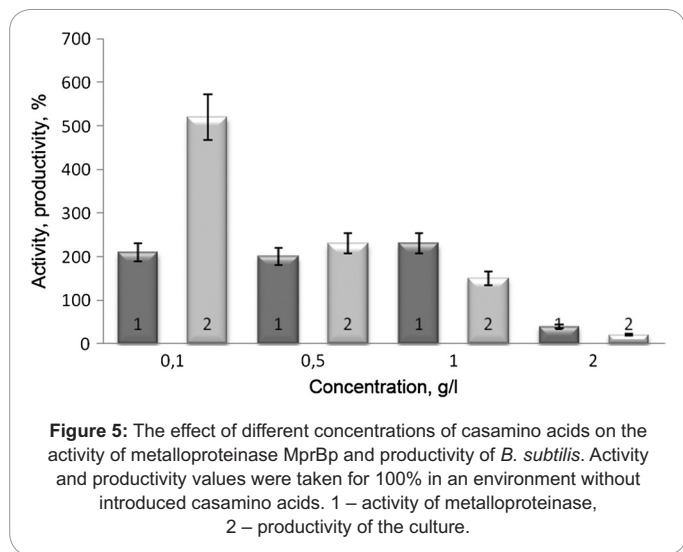 700
600
500
400
300
200
100
0
Activity, productivity, %
1 2 1 2 1 2 1 2
0,1 0,5 1 2
Concentration, g/l
Figure 5: The effect of different concentrations of casamino acids on the
activity of metalloproteinase MprBp and productivity of B. subtilis. Activity
and productivity values were taken for 100% in an environment without
introduced casamino acids. 1 – activity of metalloproteinase,
2 – productivity of the culture.